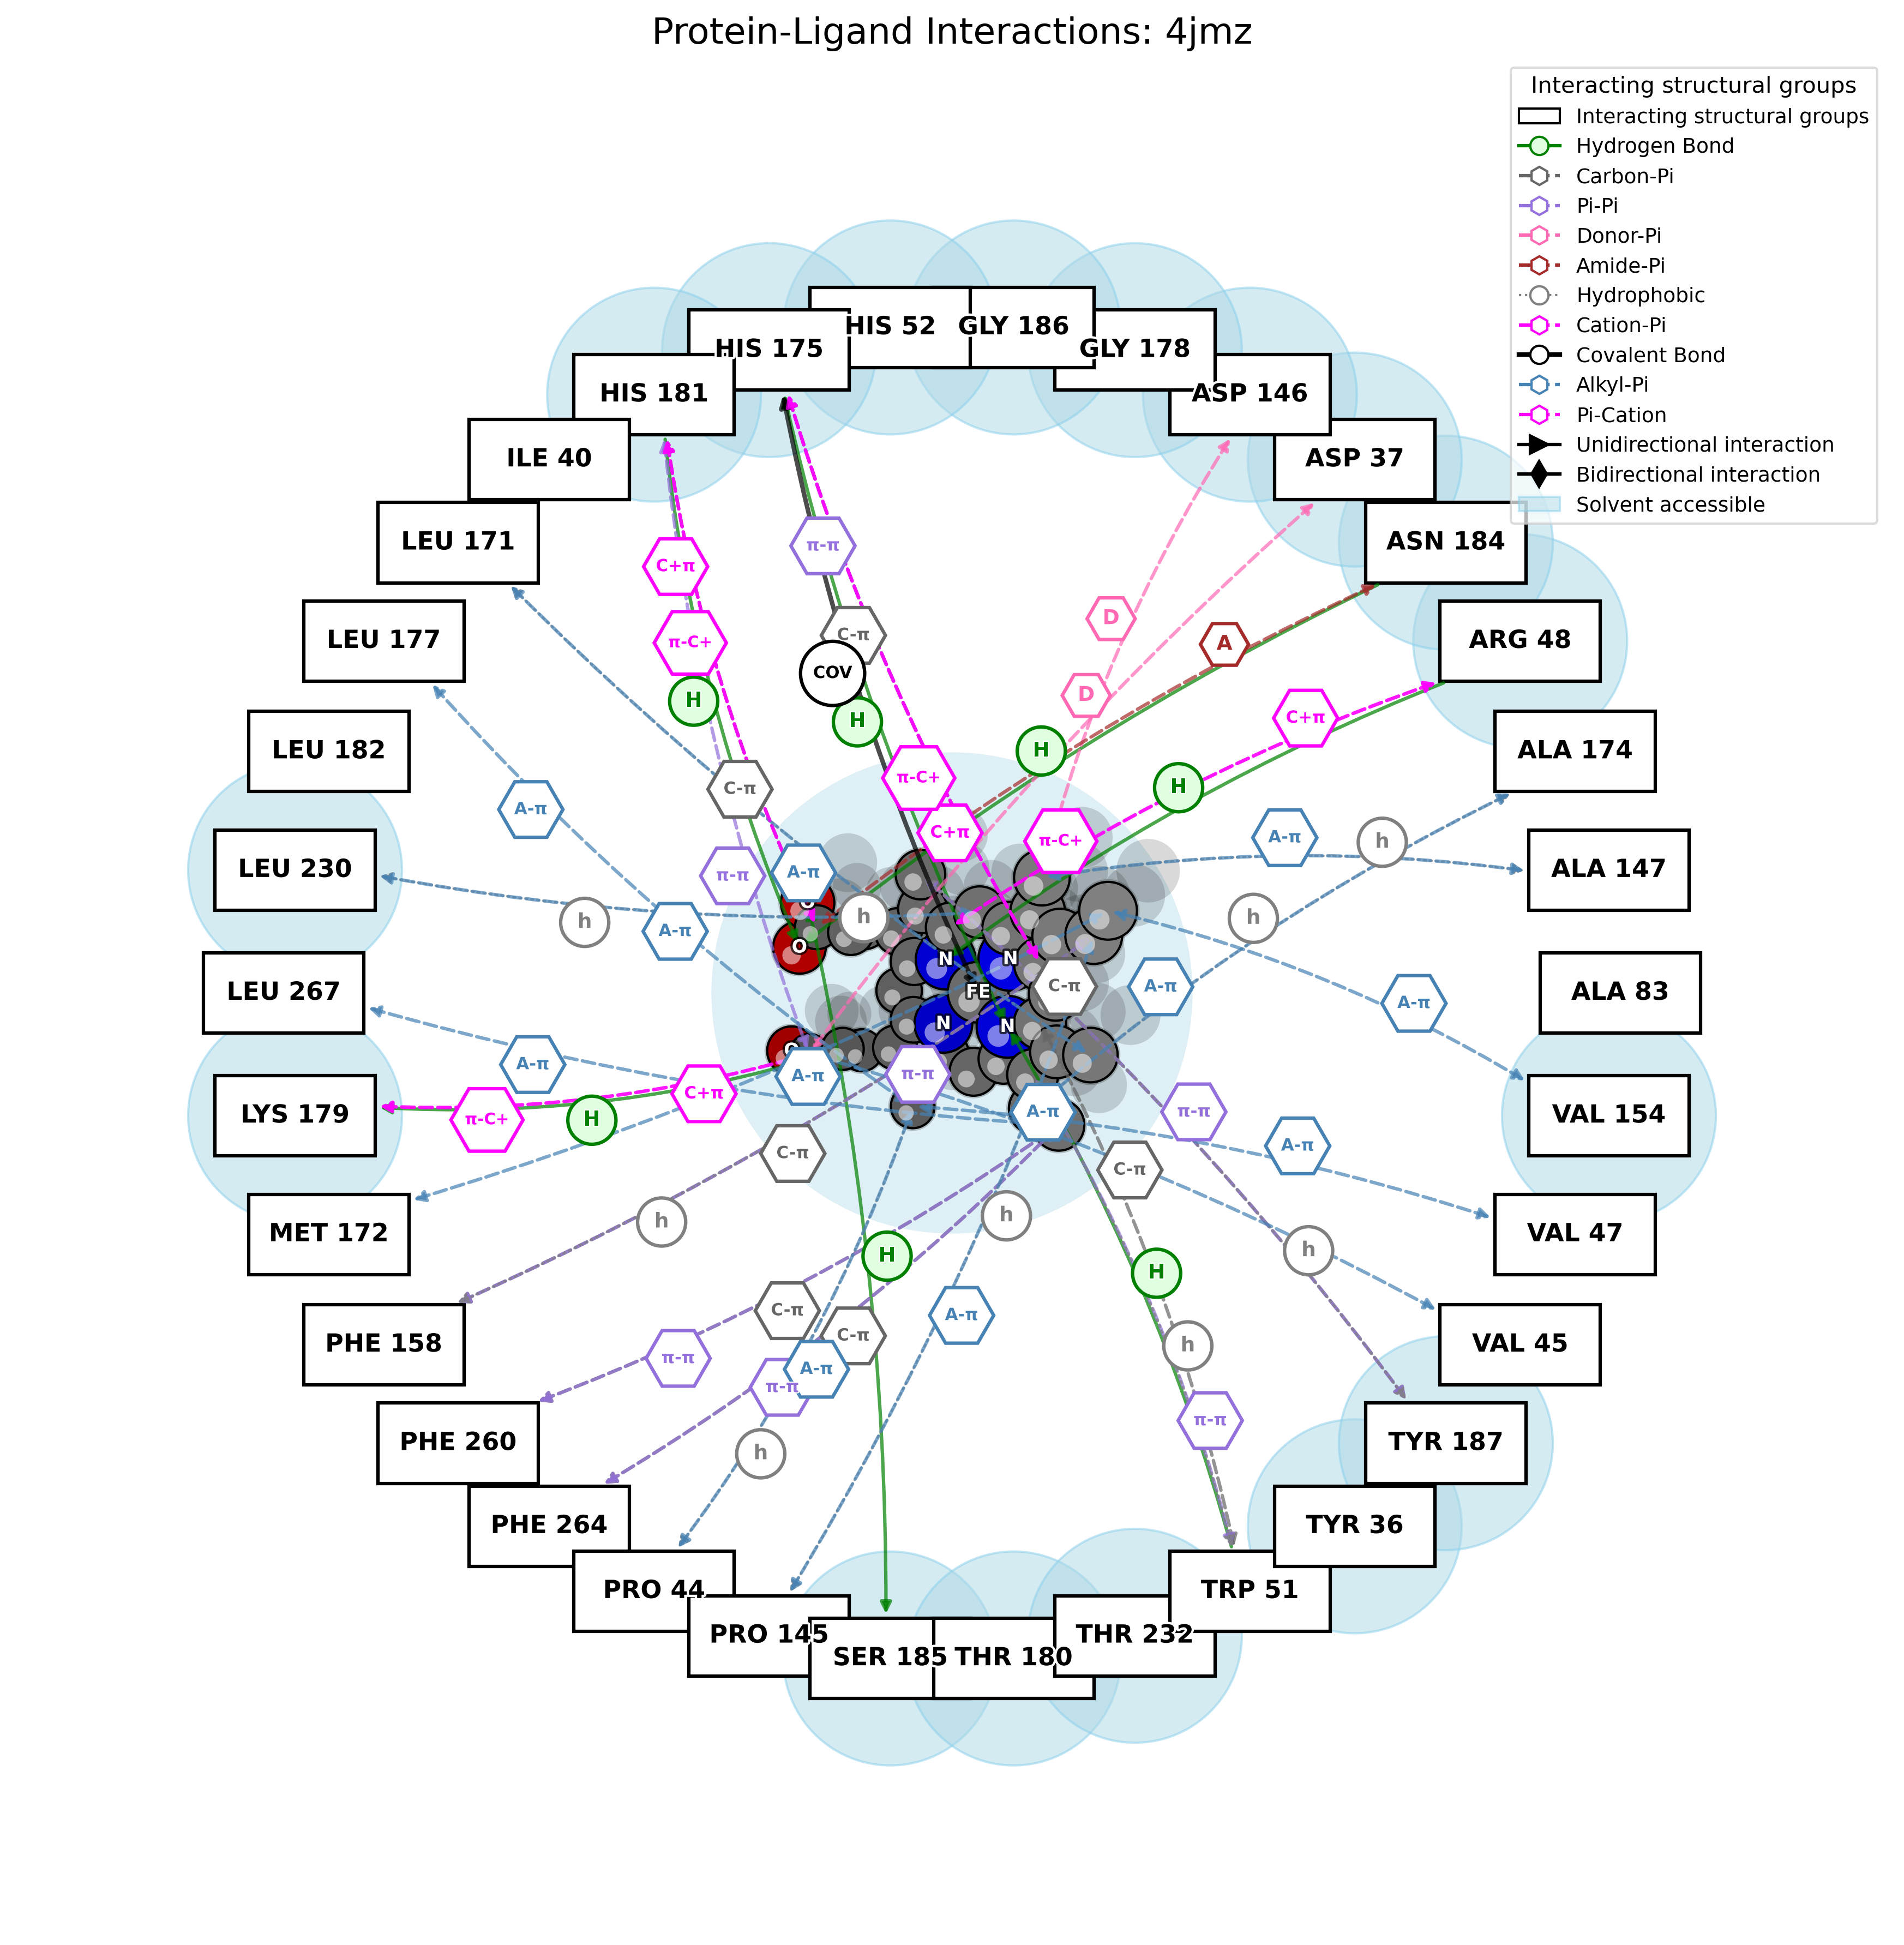 Protein-Ligand Interactions: 4jmz
Interacting structural groups
Interacting structural groups
Hydrogen Bond
Carbon-Pi
Pi-Pi
Donor-Pi
Amide-Pi
Hydrophobic
Cation-Pi
Covalent Bond
Alkyl-Pi
Pi-Cation
Unidirectional interaction
Bidirectional interaction
Solvent accessible
HIS 52
GLY 186
HIS 175
GLY 178
HIS 181
ASP 146
ILE 40
ASP 37
LEU 171
ASN 184
LEU 177
ARG 48
LEU 182
ALA 174
LEU 230
ALA 147
LEU 267
ALA 83
LYS 179
VAL 154
MET 172
VAL 47
PHE 158
VAL 45
PHE 260
TYR 187
PHE 264
TYR 36
PRO 44
TRP 51
PRO 145
THR 232
SER 185
THR 180
π-π
C+π
D
C-π
π-C+
A
COV
D
H
C+π
H
H
π-C+
H
C-π
C+π
π-C+
A-π
A-π
h
A-π
π-π
h
h
h
A-π
O
N
N
C-π
A-π
FE
A-π
N
N
A-π
A-π
π-π
C+π
π-C+
H
A-π
π-π
A-π
C-π
C-π
h
h
h
H
H
C-π
A-π
C-π
h
π-π
A-π
π-π
π-π
h